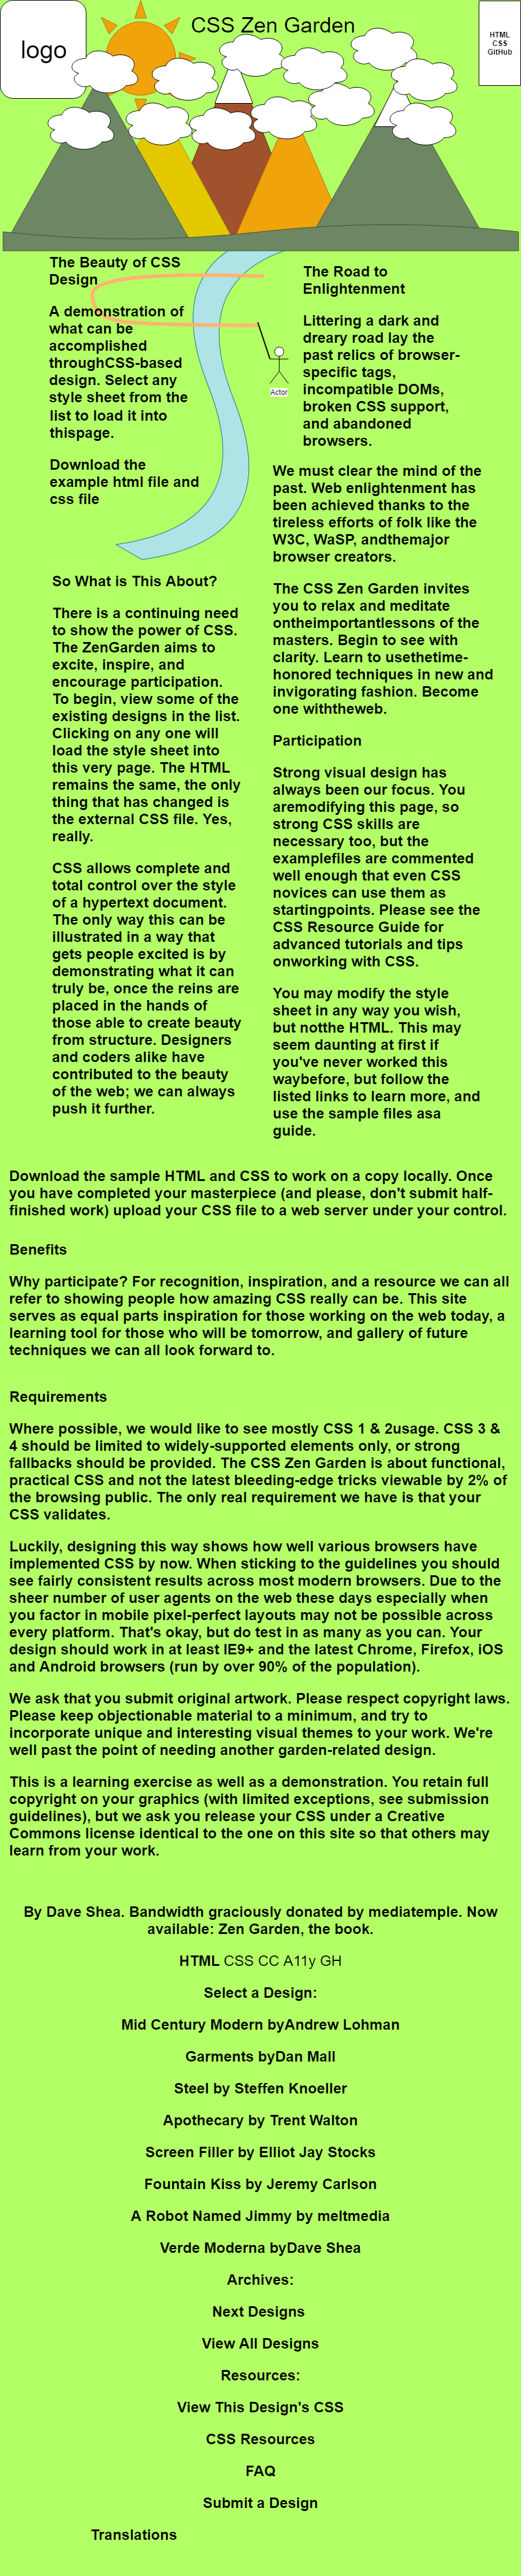 CSS Zen Garden
logo
HTML
CSS
GitHub
The Beauty of CSS
Design
A demonstration of
what can be
accomplished
throughCSS-based
design. Select any
style sheet from the
list to load it into
thispage.
Download the
example html file and
css file
The Road to
Enlightenment
Littering a dark and
dreary road lay the
past relics of browser-
specific tags,
incompatible DOMs,
broken CSS support,
and abandoned
browsers.
Actor
We must clear the mind of the
past. Web enlightenment has
been achieved thanks to the
tireless efforts of folk like the
W3C, WaSP, andthemajor
browser creators.
The CSS Zen Garden invites
you to relax and meditate
ontheimportantlessons of the
masters. Begin to see with
clarity. Learn to usethetime-
honored techniques in new and
invigorating fashion. Become
one withtheweb.
So What is This About?
There is a continuing need
to show the power of CSS.
The ZenGarden aims to
excite, inspire, and
encourage participation.
To begin, view some of the
existing designs in the list.
Clicking on any one will
load the style sheet into
this very page. The HTML
remains the same, the only
thing that has changed is
the external CSS file. Yes,
really.
CSS allows complete and
total control over the style
of a hypertext document.
The only way this can be
illustrated in a way that
gets people excited is by
demonstrating what it can
truly be, once the reins are
placed in the hands of
those able to create beauty
from structure. Designers
and coders alike have
contributed to the beauty
of the web; we can always
push it further.
Participation
Strong visual design has
always been our focus. You
aremodifying this page, so
strong CSS skills are
necessary too, but the
examplefiles are commented
well enough that even CSS
novices can use them as
startingpoints. Please see the
CSS Resource Guide for
advanced tutorials and tips
onworking with CSS.
You may modify the style
sheet in any way you wish,
but notthe HTML. This may
seem daunting at first if
you've never worked this
waybefore, but follow the
listed links to learn more, and
use the sample files asa
guide.
Download the sample HTML and CSS to work on a copy locally. Once
you have completed your masterpiece (and please, don't submit half-
finished work) upload your CSS file to a web server under your control.
Benefits
Why participate? For recognition, inspiration, and a resource we can all
refer to showing people how amazing CSS really can be. This site
serves as equal parts inspiration for those working on the web today, a
learning tool for those who will be tomorrow, and gallery of future
techniques we can all look forward to.
Requirements
Where possible, we would like to see mostly CSS 1 & 2usage. CSS 3 &
4 should be limited to widely-supported elements only, or strong
fallbacks should be provided. The CSS Zen Garden is about functional,
practical CSS and not the latest bleeding-edge tricks viewable by 2% of
the browsing public. The only real requirement we have is that your
CSS validates.
Luckily, designing this way shows how well various browsers have
implemented CSS by now. When sticking to the guidelines you should
see fairly consistent results across most modern browsers. Due to the
sheer number of user agents on the web these days especially when
you factor in mobile pixel-perfect layouts may not be possible across
every platform. That's okay, but do test in as many as you can. Your
design should work in at least IE9+ and the latest Chrome, Firefox, iOS
and Android browsers (run by over 90% of the population).
We ask that you submit original artwork. Please respect copyright laws.
Please keep objectionable material to a minimum, and try to
incorporate unique and interesting visual themes to your work. We're
well past the point of needing another garden-related design.
This is a learning exercise as well as a demonstration. You retain full
copyright on your graphics (with limited exceptions, see submission
guidelines), but we ask you release your CSS under a Creative
Commons license identical to the one on this site so that others may
learn from your work.
By Dave Shea. Bandwidth graciously donated by mediatemple. Now
available: Zen Garden, the book.
HTML CSS CC A11y GH
Select a Design:
Mid Century Modern byAndrew Lohman
Garments byDan Mall
Steel by Steffen Knoeller
Apothecary by Trent Walton
Screen Filler by Elliot Jay Stocks
Fountain Kiss by Jeremy Carlson
A Robot Named Jimmy by meltmedia
Verde Moderna byDave Shea
Archives:
Next Designs
View All Designs
Resources:
View This Design's CSS
CSS Resources
FAQ
Submit a Design
Translations